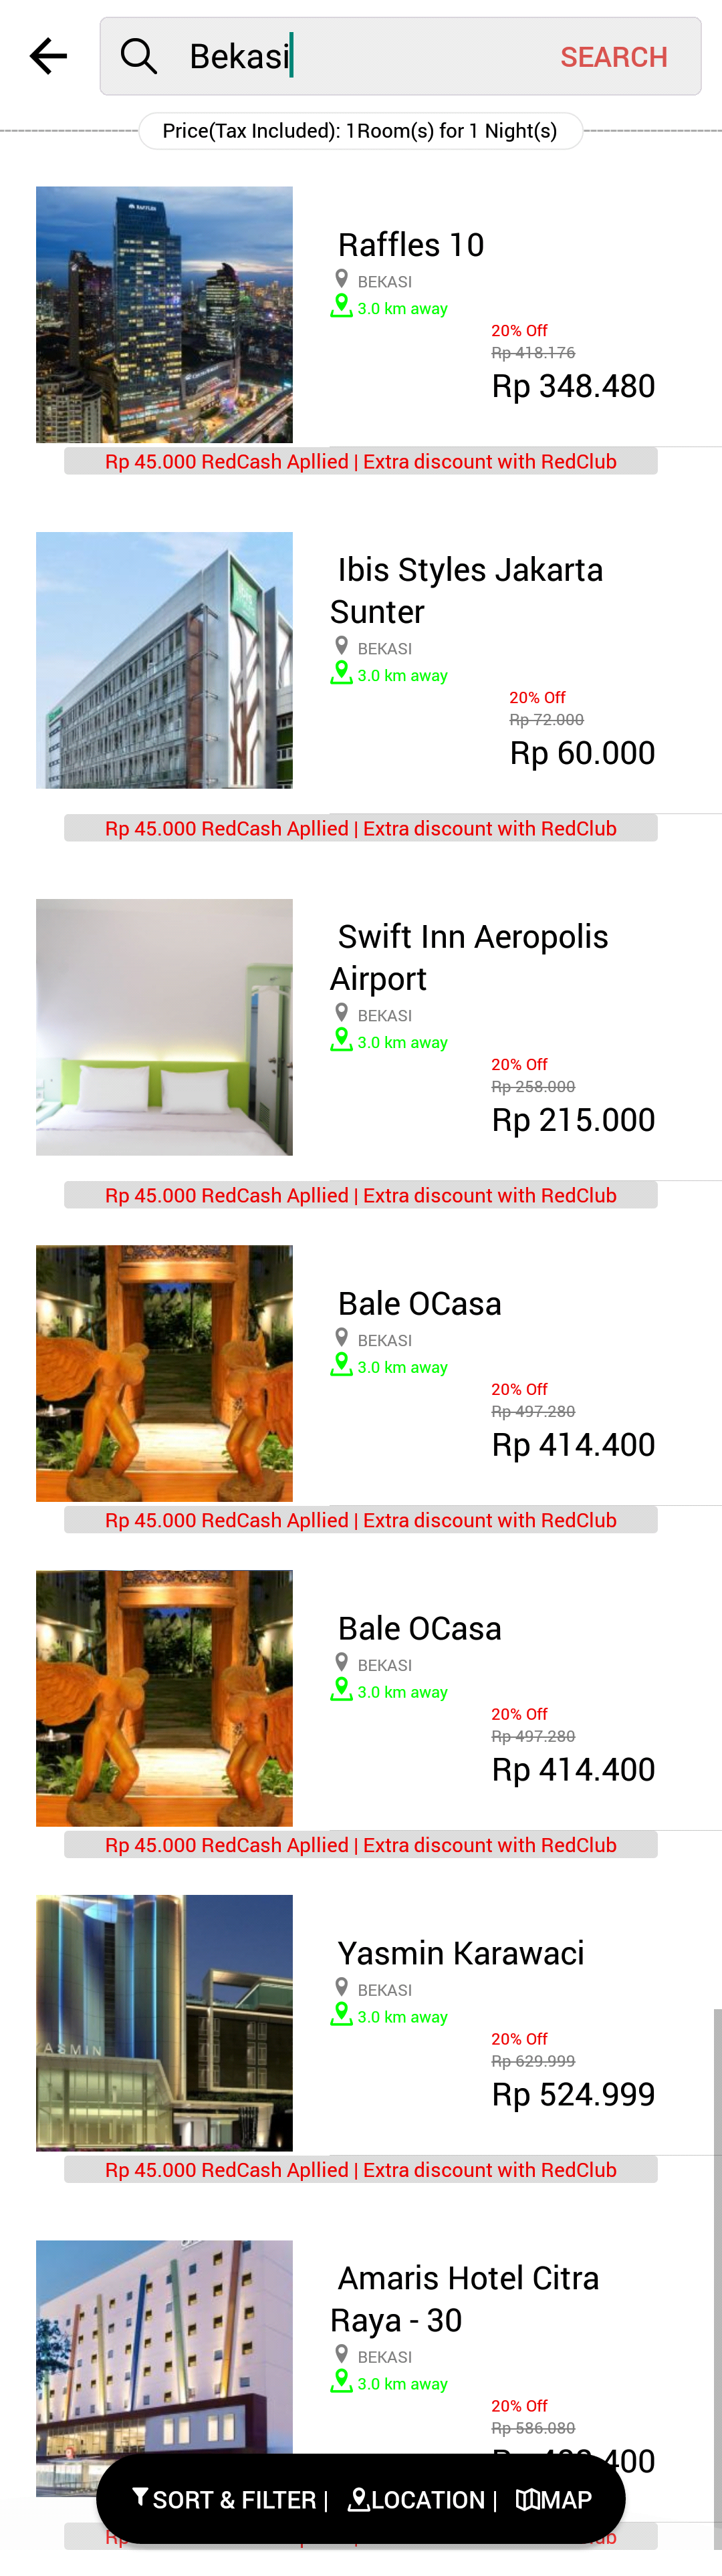 Bekasi
SEARCH
Price(Tax Included): 1Room(s) for 1 Night(s)
RAFFLES
Raffles 10
BEKASI
3.0 km away
20% Off
Rp 418.176
Rp 348.480
Rp 45.000 RedCash Apllied | Extra discount with RedClub
Ibis Styles Jakarta
Sunter
BEKASI
3.0 km away
20% Off
Rp 72.000
Rp 60.000
Rp 45.000 RedCash Apllied | Extra discount with RedClub
Swift Inn Aeropolis
Airport
BEKASI
3.0 km away
20% Off
Rp 258.000
Rp 215.000
Rp 45.000 RedCash Apllied | Extra discount with RedClub
Bale OCasa
BEKASI
3.0 km away
20% Off
Rp 497.280
Rp 414.400
Rp 45.000 RedCash Apllied | Extra discount with RedClub
Bale OCasa
BEKASI
3.0 km away
20% Off
Rp 497.280
Rp 414.400
Rp 45.000 RedCash Apllied | Extra discount with RedClub
ASMIN
Yasmin Karawaci
BEKASI
3.0 km away
20% Off
Rp 629.999
Rp 524.999
Rp 45.000 RedCash Apllied | Extra discount with RedClub
Amaris Hotel Citra
Raya - 30
BEKASI
3.0 km away
20% Off
Rp 586.080
400
SORT & FILTER | LOCATION | MAP